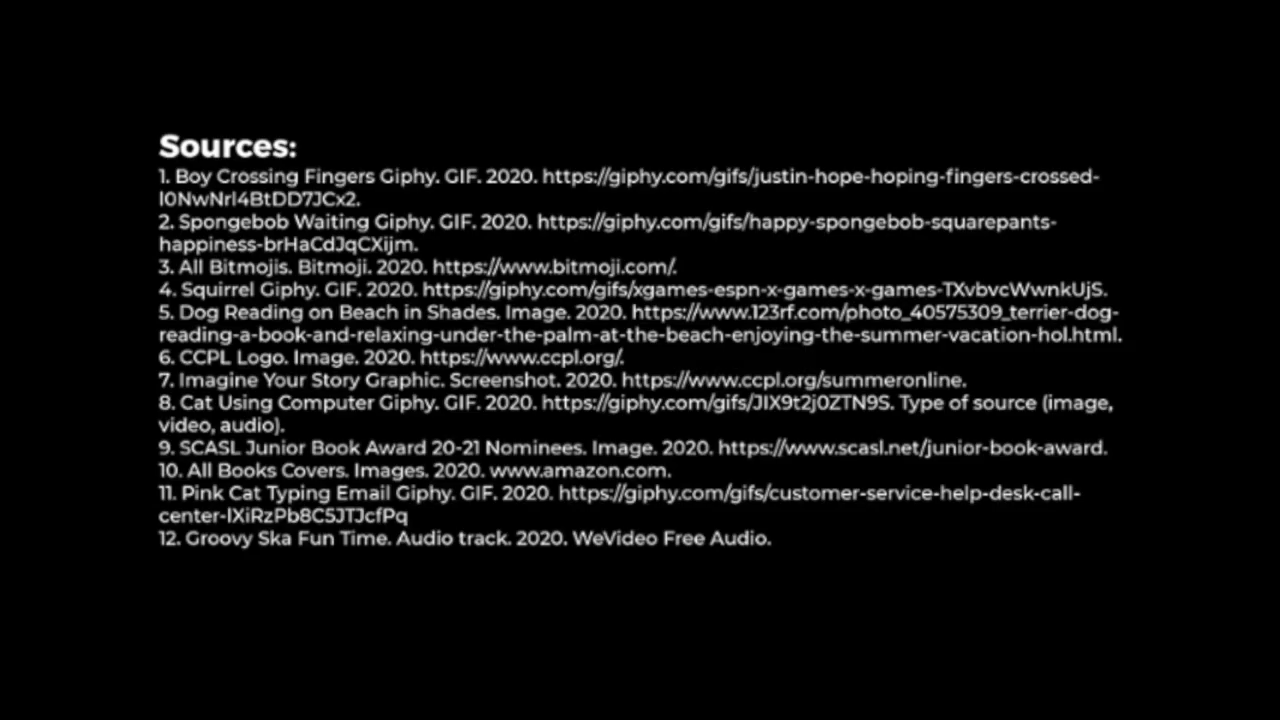 Sources:
1. Boy Crossing Fingers Giphy. GIF. 2020. https://giphy.com/gifs/justin-hope-hoping-fingers-crossed-
l0NwNrl4BtDD7JCx2.
2. Spongebob Waiting Giphy. GIF. 2020. https://giphy.com/gifs/happy-spongebob-squarepants-
happiness-brHaCdJqCXijm.
3. All Bitmojis. Bitmoji. 2020. https://www.bitmoji.com/.
4. Squirrel Giphy. GIF. 2020. https://giphy.com/gifs/xgames-espn-x-games-x-games-TXvbvcWwnkUjS.
5. Dog Reading on Beach in Shades. Image. 2020. https://www.123rf.com/photo_40575309_terrier-dog-
reading-a-book-and-relaxing-under-the-palm-at-the-beach-enjoying-the-summer-vacation-hol.html.
6. CCPL Logo. Image. 2020. https://www.ccpl.org/.
7. Imagine Your Story Graphic. Screenshot. 2020. https://www.ccpl.org/summeronline.
8. Cat Using Computer Giphy. GIF. 2020. https://giphy.com/gifs/JIX9t2j0ZTN9S. Type of source (image,
video, audio).
9. SCASL Junior Book Award 20-21 Nominees. Image. 2020. https://www.scasl.net/junior-book-award.
10. All Books Covers. Images. 2020. www.amazon.com.
11. Pink Cat Typing Email Giphy. GIF. 2020. https://giphy.com/gifs/customer-service-help-desk-call-
center-lXiRzPb8C5JTJcfPq
12. Groovy Ska Fun Time. Audio track. 2020. WeVideo Free Audio.